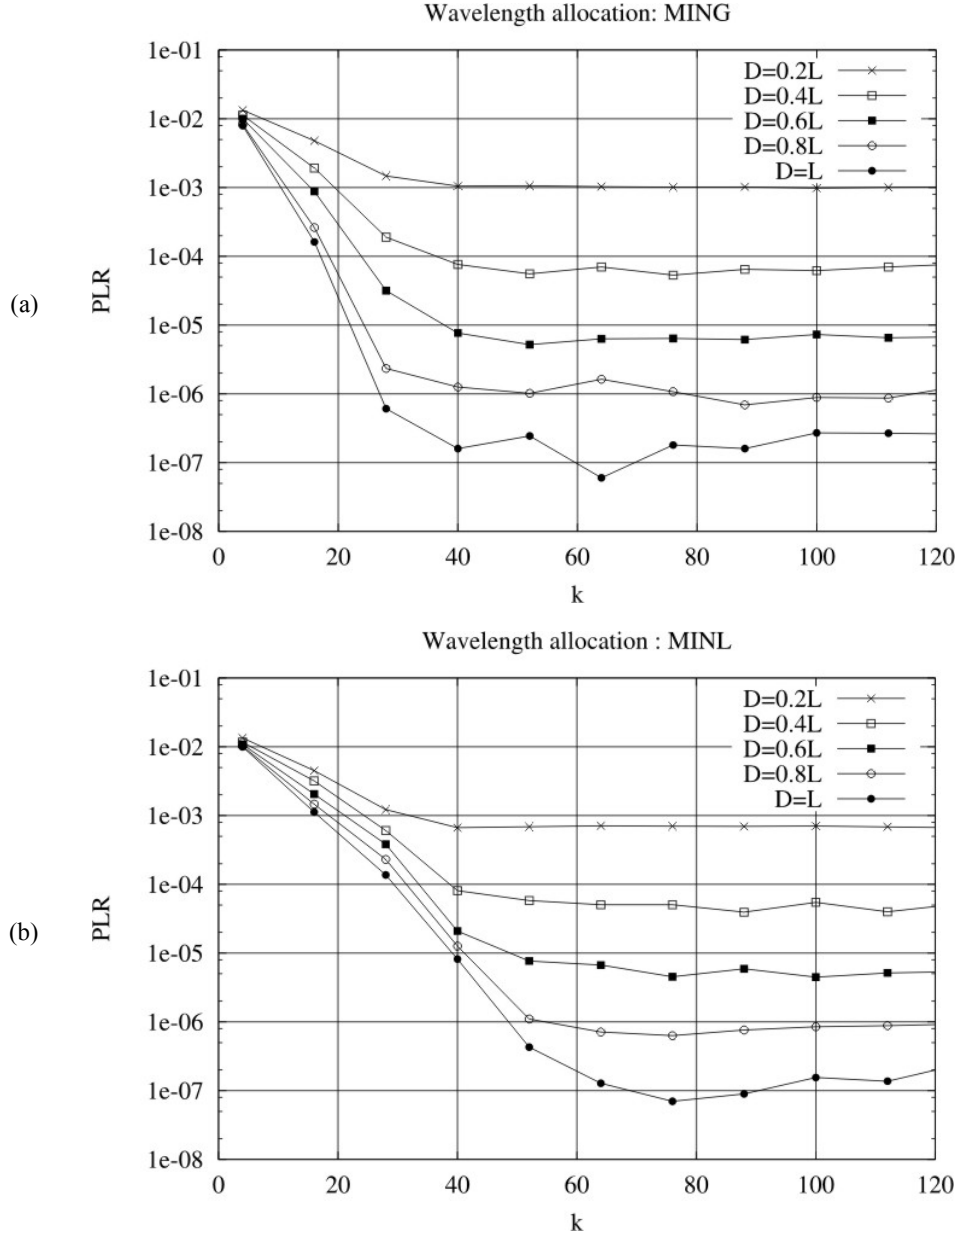 Wavelength allocation: MING
1e-01
1e-02
1e-03
1e-04
1e-05
1e-06
1e-07
1e-08
PLR
(a)
D=0.2L
D=0.4L
D=0.6L
D=0.8L
D=L
0 20 40 60 80 100 120
k
Wavelength allocation : MINL
1e-01
1e-02
1e-03
1e-04
1e-05
1e-06
1e-07
1e-08
PLR
(b)
D=0.2L
D=0.4L
D=0.6L
D=0.8L
D=L
0 20 40 60 80 100 120
k